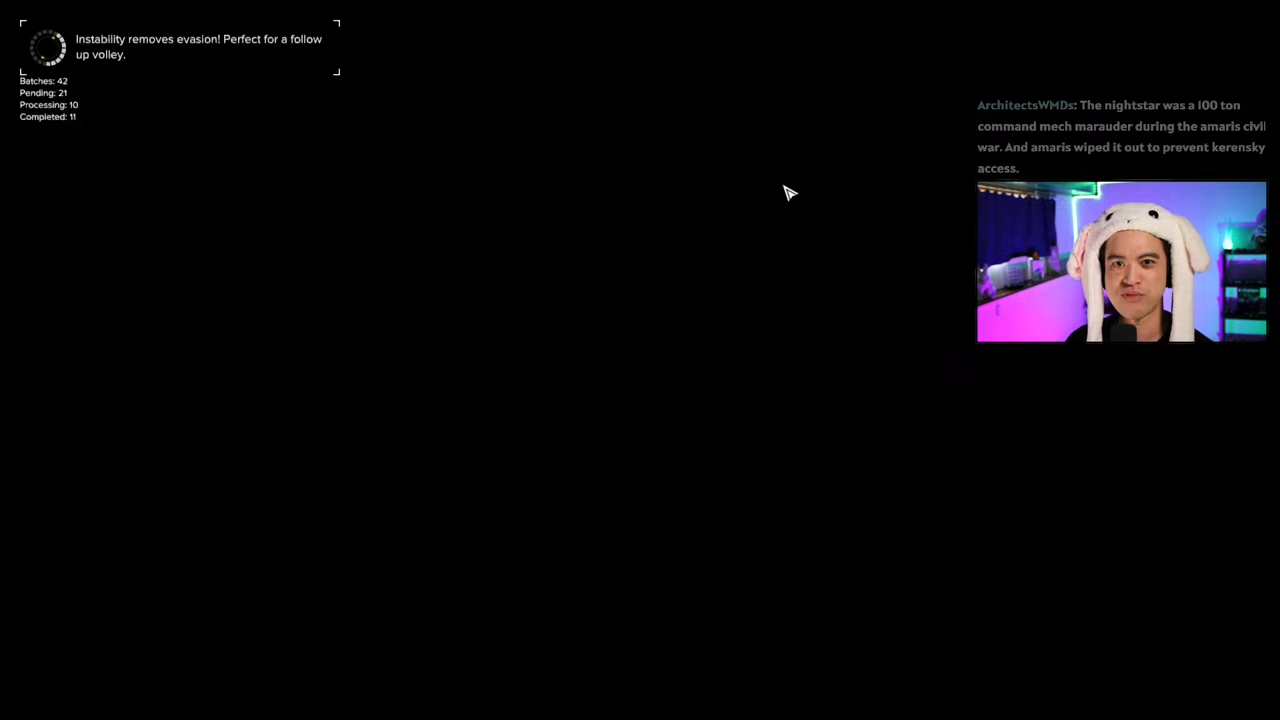 Instability removes evasion! Perfect for a follow
up volley.
Batches: 42
Pending: 21
Processing: 10
Completed: 11
ArchitectsWMDs: The nightstar was a 100 ton
command mech marauder during the amaris civil
war. And amaris wiped it out to prevent kerensky
access.